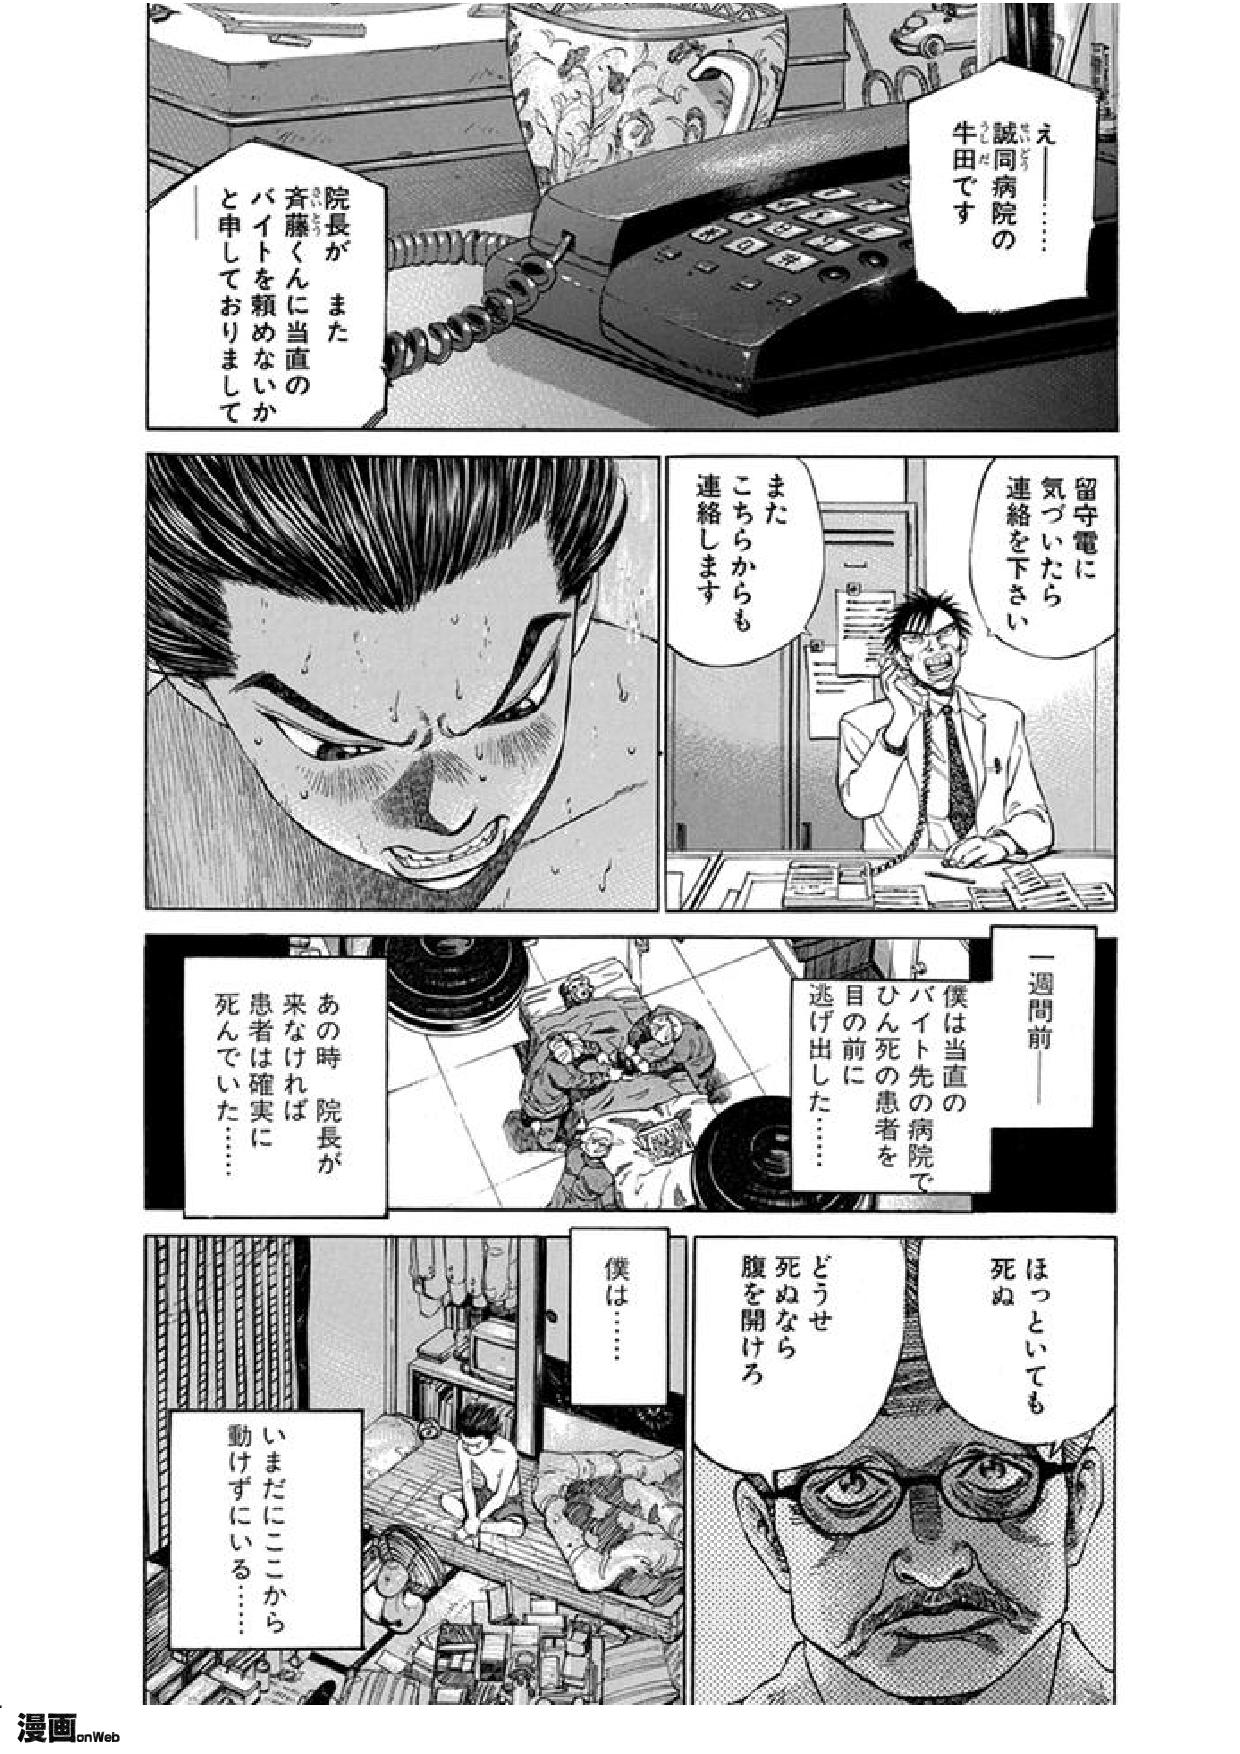 え――………
誠同病院の
牛田です
院長が　また
斉藤くんに当直の
バイトを頼めないか
と申しておりまして
――
留守電に
気づいたら
連絡を下さい
また
こちらからも
連絡します
一週間前――
僕は当直の
バイト先の病院で
ひん死の患者を
目の前に
逃げ出した……
あの時　院長が
来なければ
患者は確実に
死んでいた……
ほっといても
死ぬ
どうせ
死ぬなら
腹を開けろ
僕は……
いまだにここから
動けずにいる……
漫画onWeb